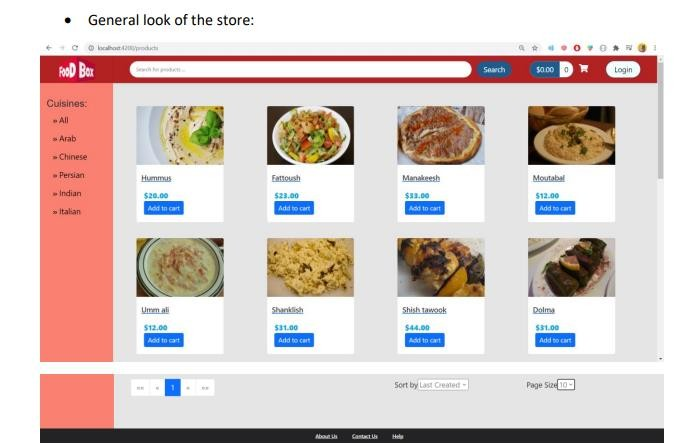 • General look of the store:
localhost:4200/products
FooD Box
Search for products ...
Search
$0.00 0
Login
Cuisines:
» All
» Arab
» Chinese
» Persian
» Indian
» Italian
Hummus
$20.00
Add to cart
Fattoush
$23.00
Add to cart
Manakeesh
$33.00
Add to cart
Moutabal
$12.00
Add to cart
Umm ali
$12.00
Add to cart
Shanklish
$31.00
Add to cart
Shish tawook
$44.00
Add to cart
Dolma
$31.00
Add to cart
«« « 1 » »»
Sort by Last Created
Page Size 10
About Us Contact Us Help